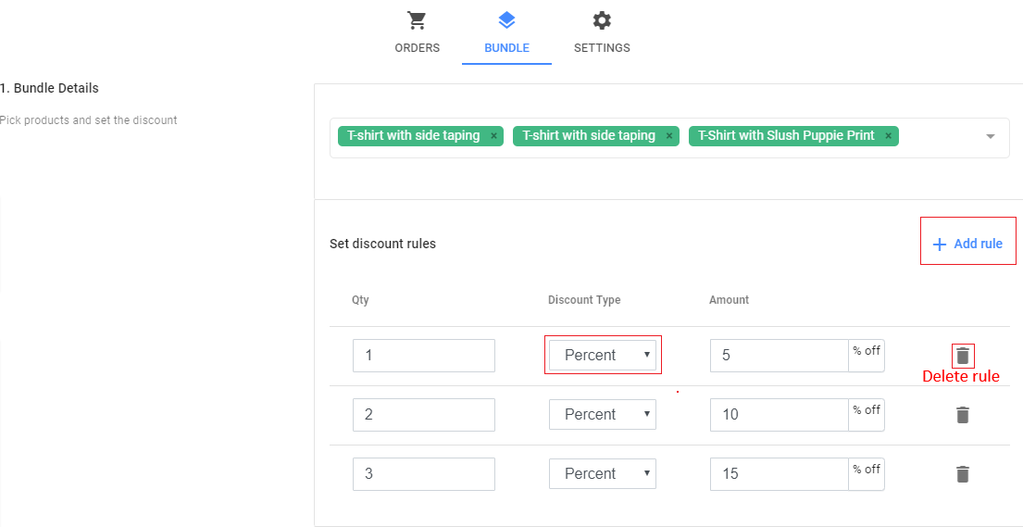 ORDERS BUNDLE SETTINGS
1. Bundle Details
Pick products and set the discount
T-shirt with side taping × T-shirt with side taping × T-Shirt with Slush Puppie Print ×
Set discount rules
+ Add rule
Qty Discount Type Amount
1 Percent 5 % off
Delete rule
2 Percent 10 % off
3 Percent 15 % off